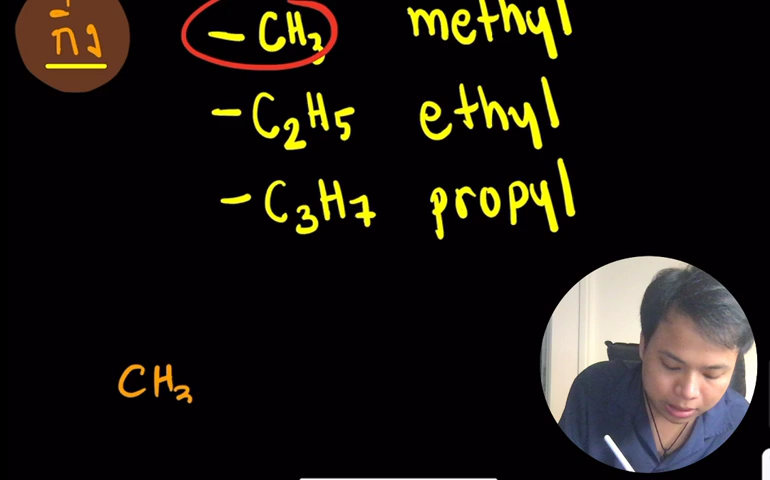 กิ่ง
-CH₃ methyl
-C₂H₅ ethyl
-C₃H₇ propyl
CH₃